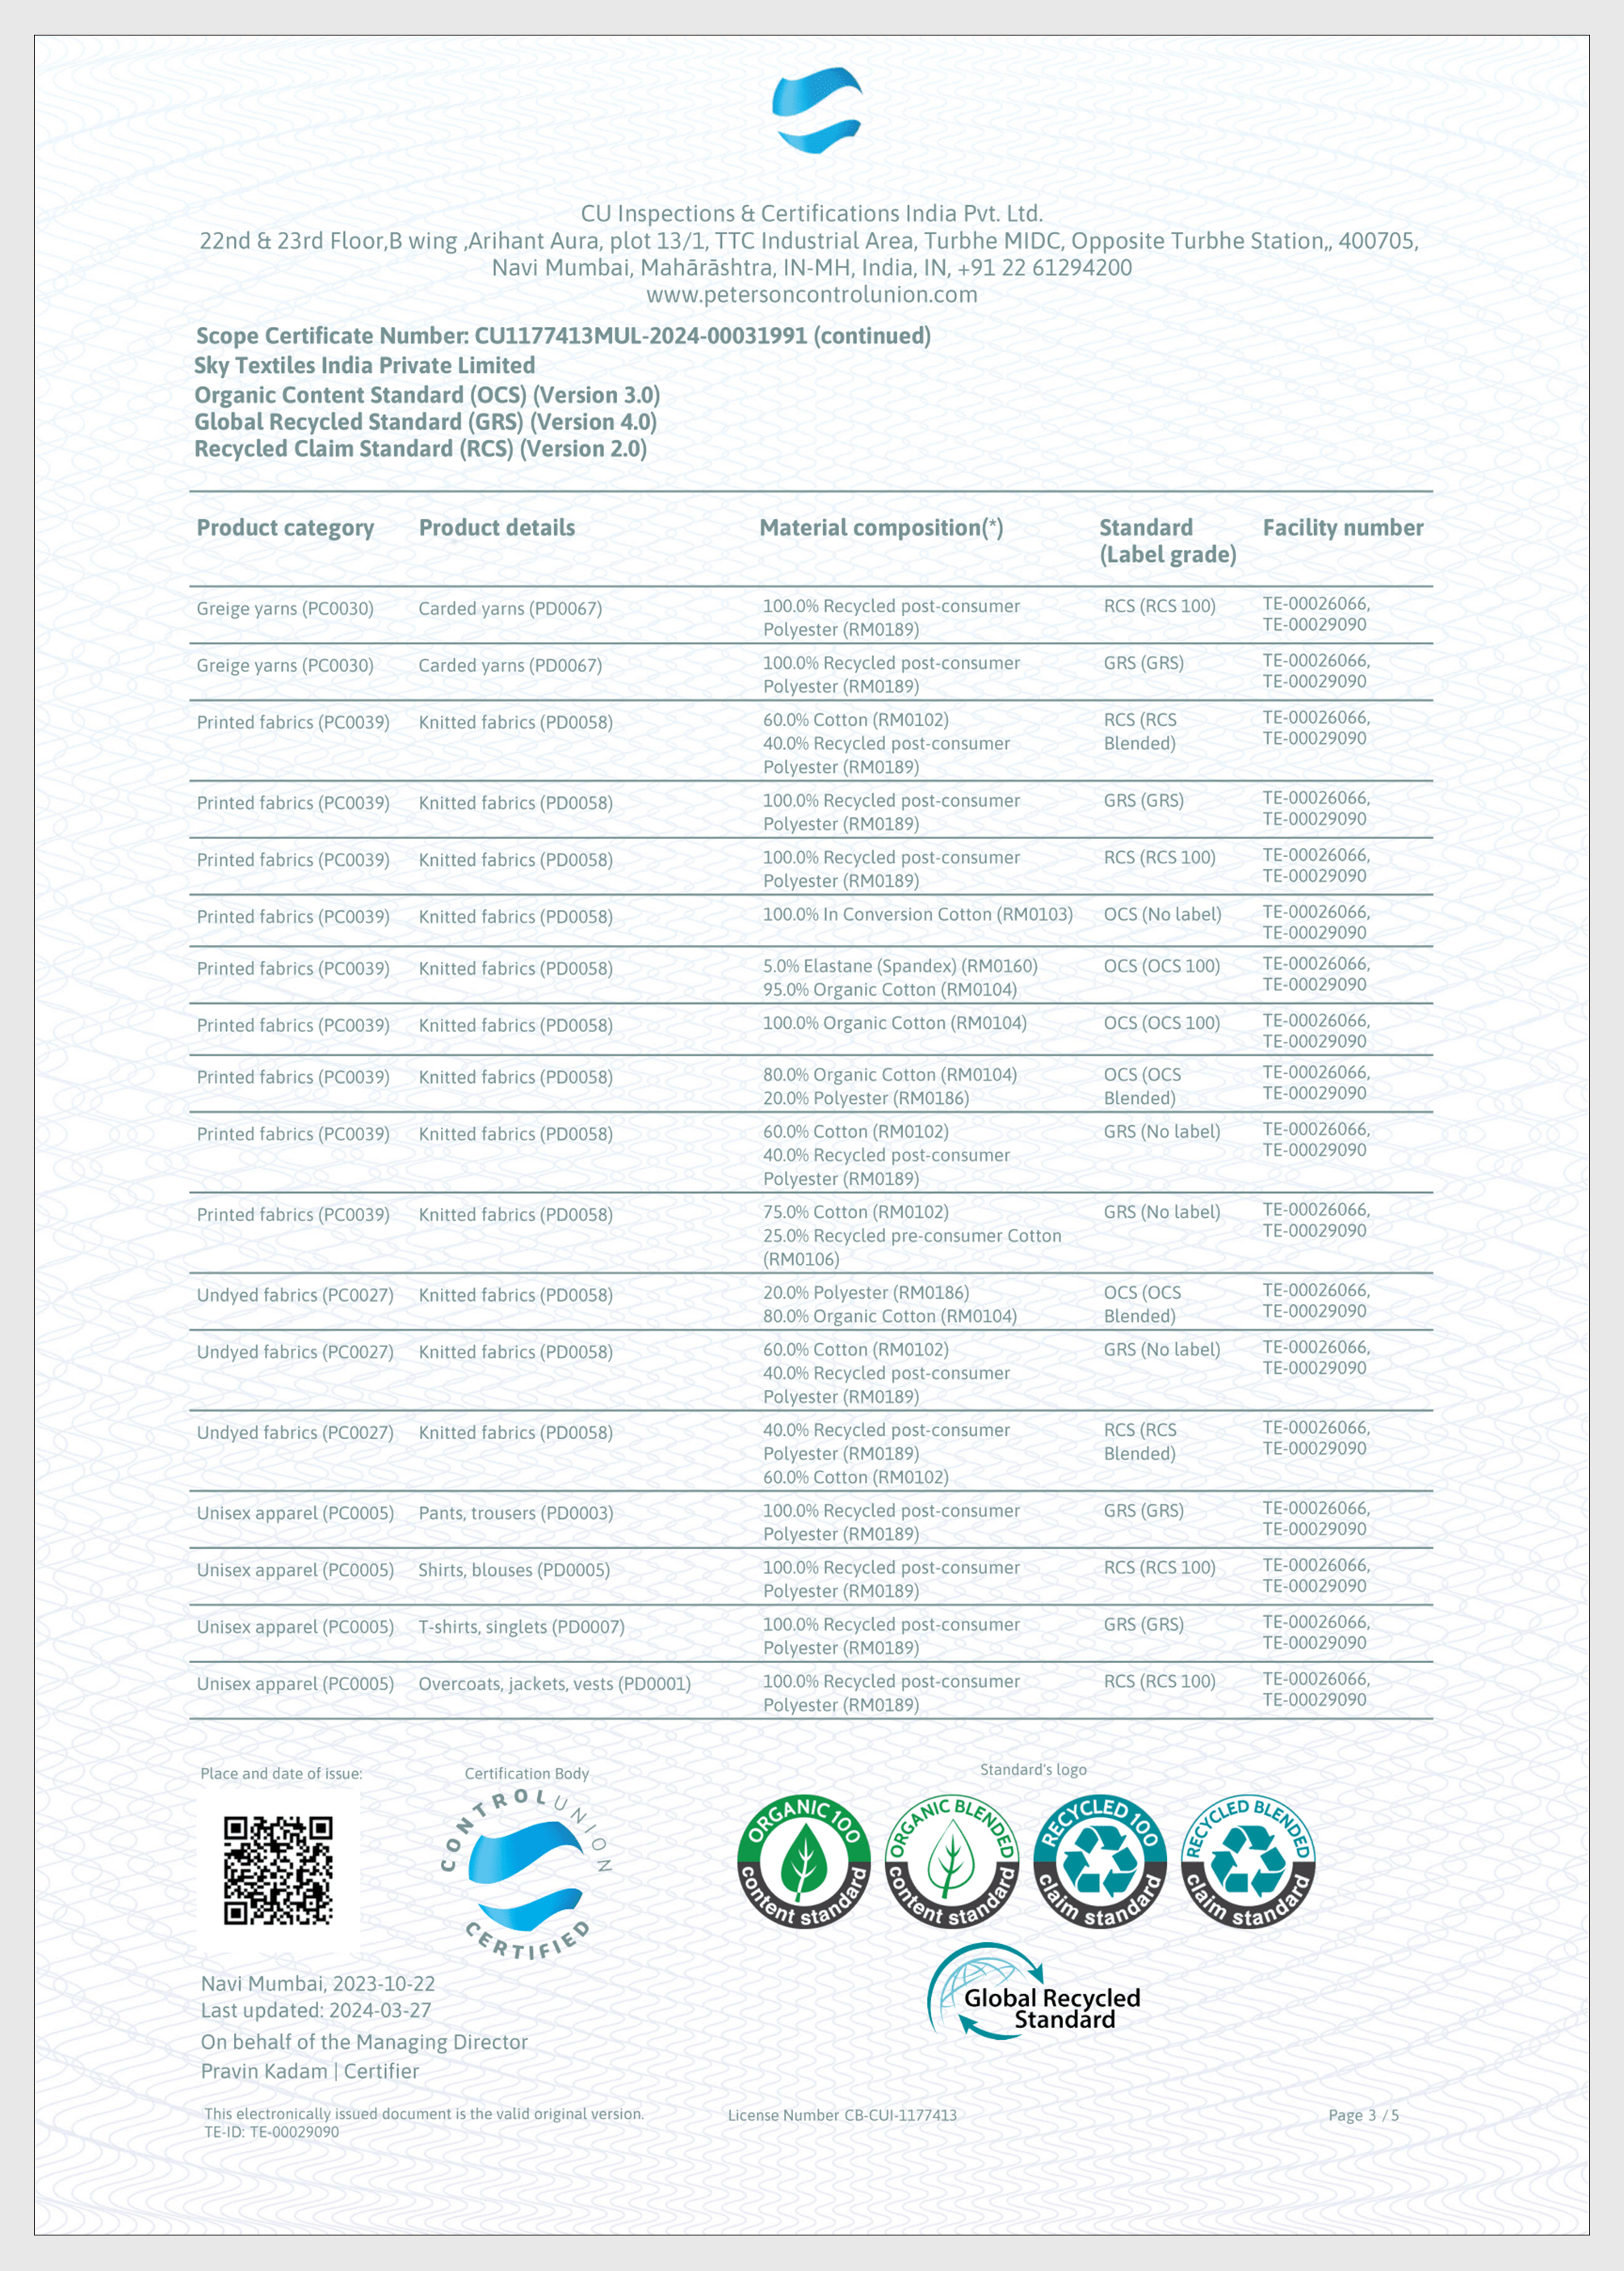 CU Inspections & Certifications India Pvt. Ltd.
22nd & 23rd Floor,B wing ,Arihant Aura, plot 13/1, TTC Industrial Area, Turbhe MIDC, Opposite Turbhe Station,, 400705,
Navi Mumbai, Mahārāshtra, IN-MH, India, IN, +91 22 61294200
www.petersoncontrolunion.com
Scope Certificate Number: CU1177413MUL-2024-00031991 (continued)
Sky Textiles India Private Limited
Organic Content Standard (OCS) (Version 3.0)
Global Recycled Standard (GRS) (Version 4.0)
Recycled Claim Standard (RCS) (Version 2.0)
Product category Product details Material composition(*) Standard Facility number
(Label grade)
Greige yarns (PC0030) Carded yarns (PD0067) 100.0% Recycled post-consumer RCS (RCS 100) TE-00026066,
Polyester (RM0189) TE-00029090
Greige yarns (PC0030) Carded yarns (PD0067) 100.0% Recycled post-consumer GRS (GRS) TE-00026066,
Polyester (RM0189) TE-00029090
Printed fabrics (PC0039) Knitted fabrics (PD0058) 60.0% Cotton (RM0102) RCS (RCS TE-00026066,
40.0% Recycled post-consumer Blended) TE-00029090
Polyester (RM0189)
Printed fabrics (PC0039) Knitted fabrics (PD0058) 100.0% Recycled post-consumer GRS (GRS) TE-00026066,
Polyester (RM0189) TE-00029090
Printed fabrics (PC0039) Knitted fabrics (PD0058) 100.0% Recycled post-consumer RCS (RCS 100) TE-00026066,
Polyester (RM0189) TE-00029090
Printed fabrics (PC0039) Knitted fabrics (PD0058) 100.0% In Conversion Cotton (RM0103) OCS (No label) TE-00026066,
TE-00029090
Printed fabrics (PC0039) Knitted fabrics (PD0058) 5.0% Elastane (Spandex) (RM0160) OCS (OCS 100) TE-00026066,
95.0% Organic Cotton (RM0104) TE-00029090
Printed fabrics (PC0039) Knitted fabrics (PD0058) 100.0% Organic Cotton (RM0104) OCS (OCS 100) TE-00026066,
TE-00029090
Printed fabrics (PC0039) Knitted fabrics (PD0058) 80.0% Organic Cotton (RM0104) OCS (OCS TE-00026066,
20.0% Polyester (RM0186) Blended) TE-00029090
Printed fabrics (PC0039) Knitted fabrics (PD0058) 60.0% Cotton (RM0102) GRS (No label) TE-00026066,
40.0% Recycled post-consumer TE-00029090
Polyester (RM0189)
Printed fabrics (PC0039) Knitted fabrics (PD0058) 75.0% Cotton (RM0102) GRS (No label) TE-00026066,
25.0% Recycled pre-consumer Cotton TE-00029090
(RM0106)
Undyed fabrics (PC0027) Knitted fabrics (PD0058) 20.0% Polyester (RM0186) OCS (OCS TE-00026066,
80.0% Organic Cotton (RM0104) Blended) TE-00029090
Undyed fabrics (PC0027) Knitted fabrics (PD0058) 60.0% Cotton (RM0102) GRS (No label) TE-00026066,
40.0% Recycled post-consumer TE-00029090
Polyester (RM0189)
Undyed fabrics (PC0027) Knitted fabrics (PD0058) 40.0% Recycled post-consumer RCS (RCS TE-00026066,
Polyester (RM0189) Blended) TE-00029090
60.0% Cotton (RM0102)
Unisex apparel (PC0005) Pants, trousers (PD0003) 100.0% Recycled post-consumer GRS (GRS) TE-00026066,
Polyester (RM0189) TE-00029090
Unisex apparel (PC0005) Shirts, blouses (PD0005) 100.0% Recycled post-consumer RCS (RCS 100) TE-00026066,
Polyester (RM0189) TE-00029090
Unisex apparel (PC0005) T-shirts, singlets (PD0007) 100.0% Recycled post-consumer GRS (GRS) TE-00026066,
Polyester (RM0189) TE-00029090
Unisex apparel (PC0005) Overcoats, jackets, vests (PD0001) 100.0% Recycled post-consumer RCS (RCS 100) TE-00026066,
Polyester (RM0189) TE-00029090
Place and date of issue: Certification Body Standard's logo
CONTROLUNION
CERTIFIED
ORGANIC 100
content standard
ORGANIC BLENDED
content standard
RECYCLED 100
claim standard
RECYCLED BLENDED
claim standard
Global Recycled
Standard
Navi Mumbai, 2023-10-22
Last updated: 2024-03-27
On behalf of the Managing Director
Pravin Kadam | Certifier
This electronically issued document is the valid original version. License Number CB-CUI-1177413 Page 3 / 5
TE-ID: TE-00029090